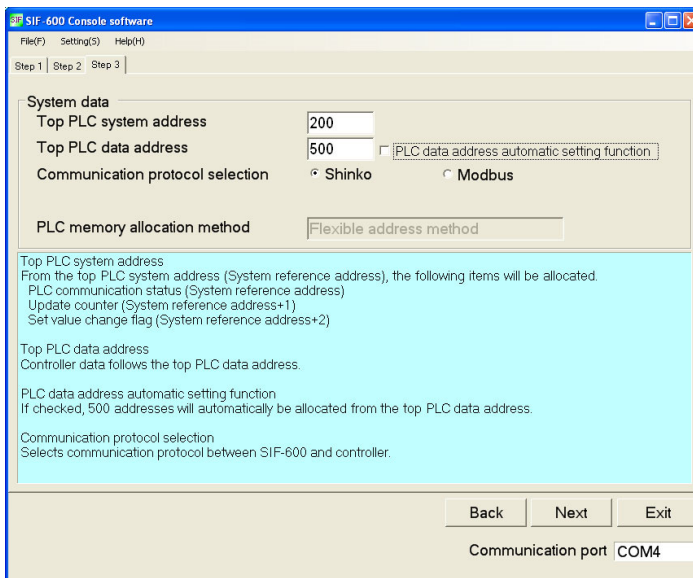 SIF SIF-600 Console software
File(F) Setting(S) Help(H)
Step 1 Step 2 Step 3
System data
Top PLC system address 200
Top PLC data address 500 PLC data address automatic setting function
Communication protocol selection Shinko Modbus
PLC memory allocation method Flexible address method
Top PLC system address
From the top PLC system address (System reference address), the following items will be allocated.
PLC communication status (System reference address)
Update counter (System reference address+1)
Set value change flag (System reference address+2)
Top PLC data address
Controller data follows the top PLC data address.
PLC data address automatic setting function
If checked, 500 addresses will automatically be allocated from the top PLC data address.
Communication protocol selection
Selects communication protocol between SIF-600 and controller.
Back Next Exit
Communication port COM4